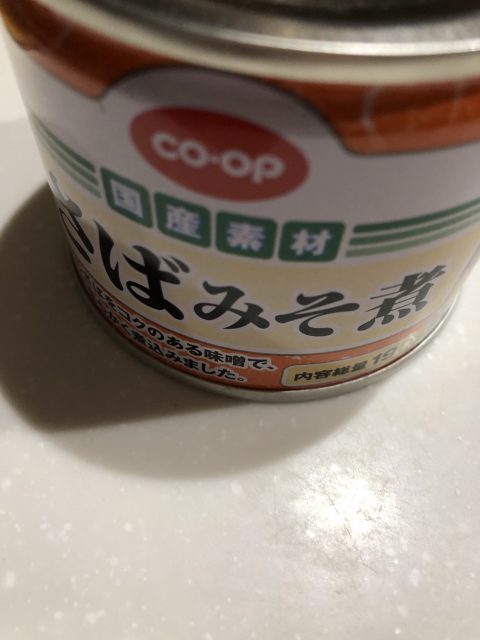 CO・OP
国産素材
さばみそ煮
コクのある味噌で、
煮込みました。
内容総量 19